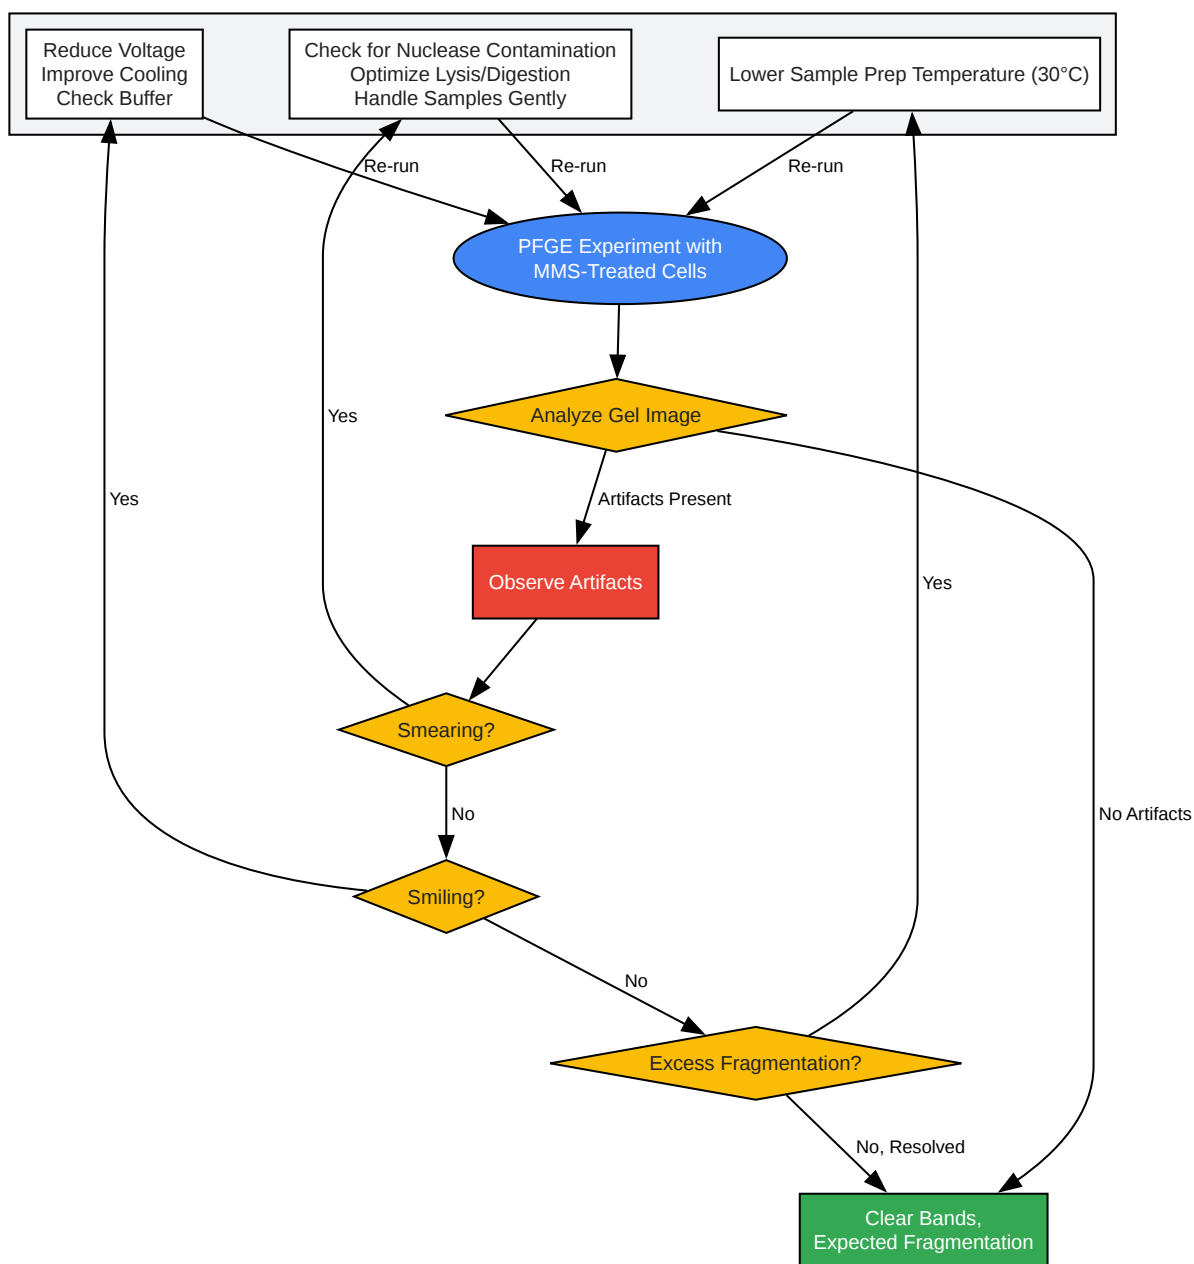 Reduce Voltage
Improve Cooling
Check Buffer
Check for Nuclease Contamination
Optimize Lysis/Digestion
Handle Samples Gently
Lower Sample Prep Temperature (30°C)
Re-run
Re-run
Re-run
PFGE Experiment with
MMS-Treated Cells
Analyze Gel Image
Yes
Yes
Artifacts Present
Observe Artifacts
Yes
Smearing?
No
No Artifacts
Smiling?
No
Excess Fragmentation?
No, Resolved
Clear Bands,
Expected Fragmentation